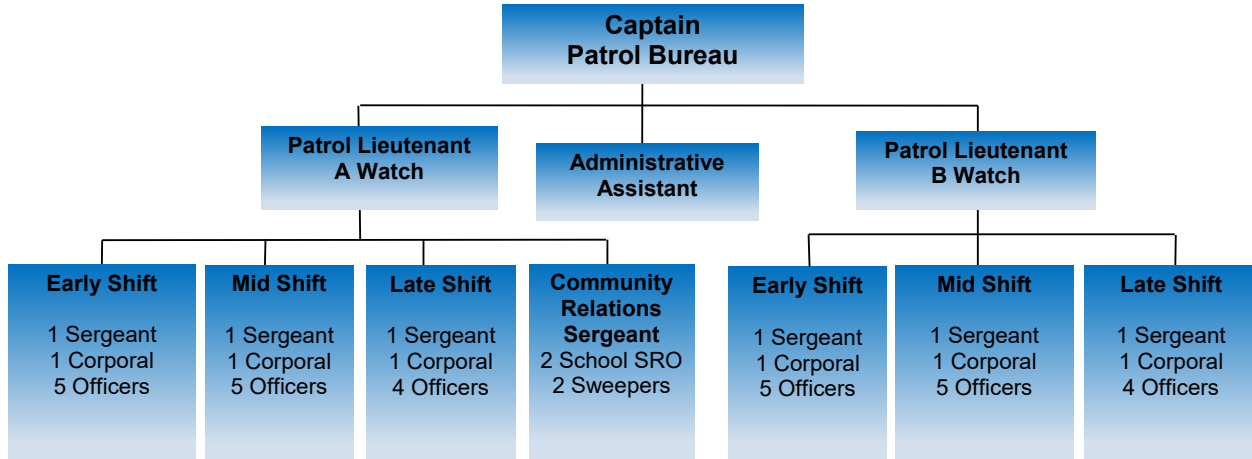 Captain
Patrol Bureau
Patrol Lieutenant
A Watch
Administrative
Assistant
Patrol Lieutenant
B Watch
Early Shift
1 Sergeant
1 Corporal
5 Officers
Mid Shift
1 Sergeant
1 Corporal
5 Officers
Late Shift
1 Sergeant
1 Corporal
4 Officers
Community
Relations
Sergeant
2 School SRO
2 Sweepers
Early Shift
1 Sergeant
1 Corporal
5 Officers
Mid Shift
1 Sergeant
1 Corporal
5 Officers
Late Shift
1 Sergeant
1 Corporal
4 Officers